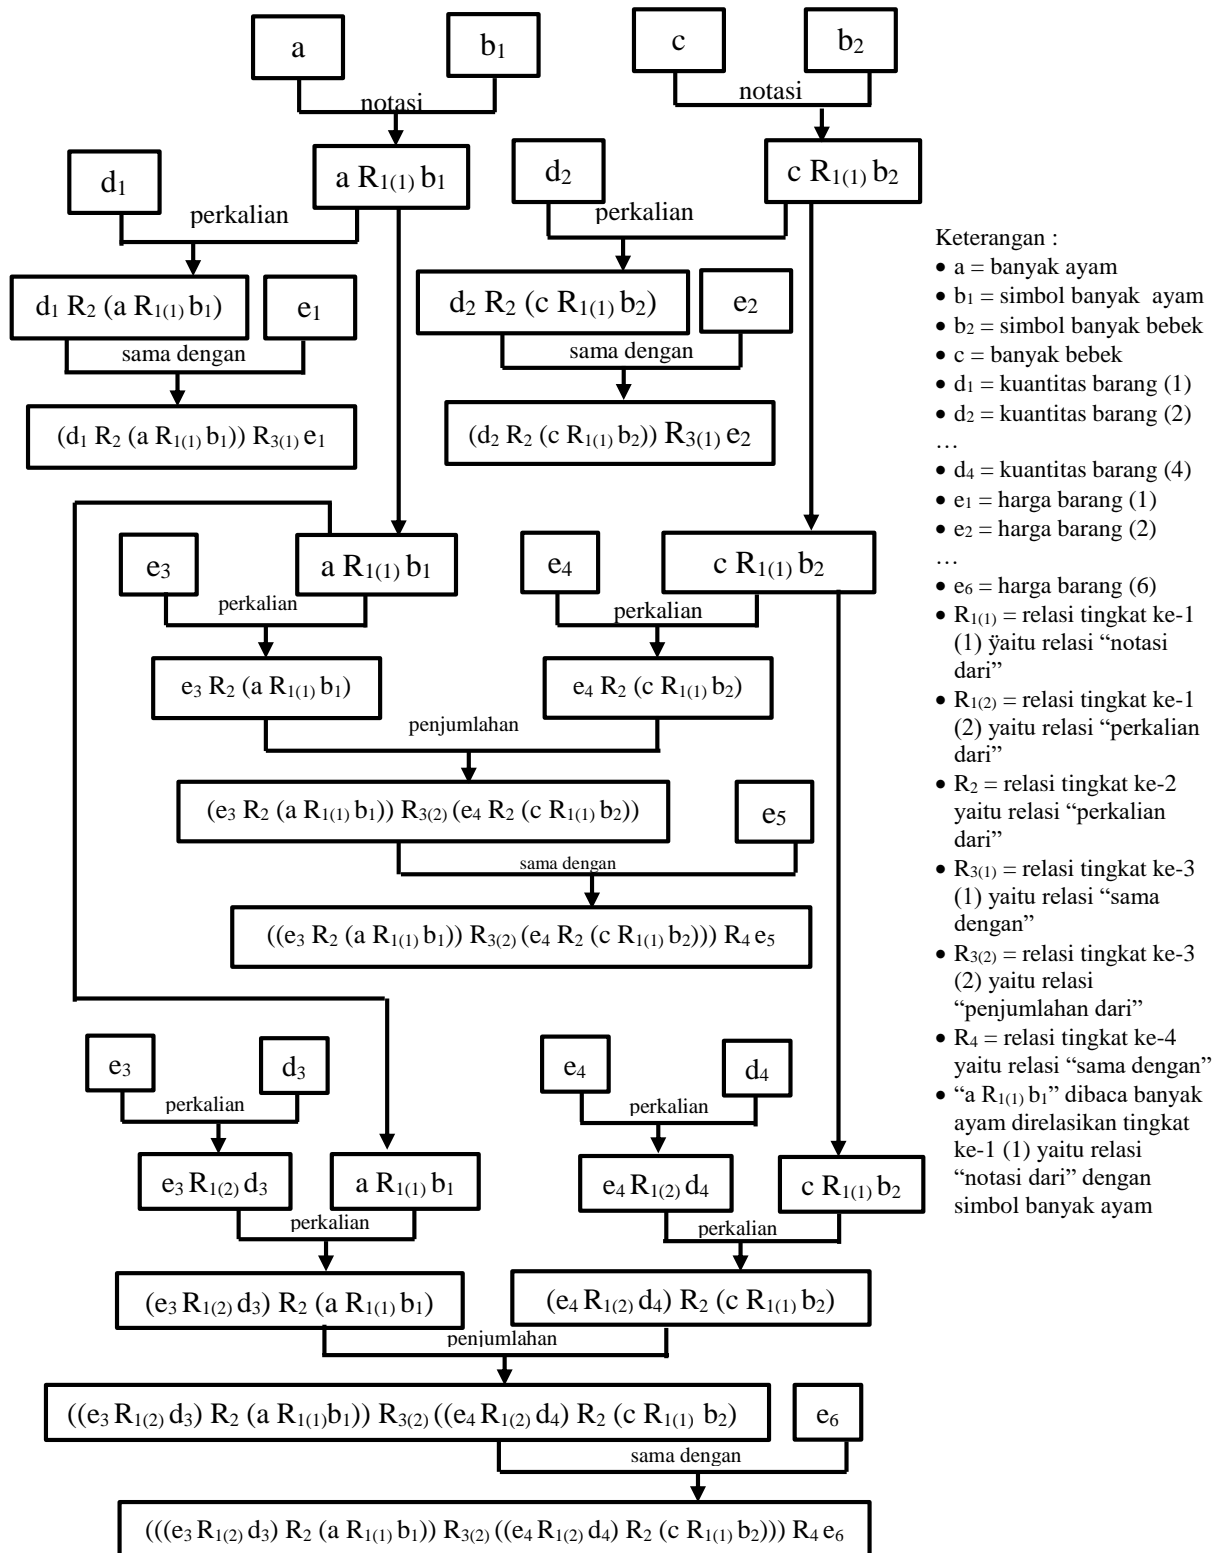 a
b1
c
b2
notasi
notasi
a R1(1) b1
c R1(1) b2
d1
d2
perkalian
perkalian
d1 R2 (a R1(1) b1)
e1
d2 R2 (c R1(1) b2)
e2
sama dengan
sama dengan
(d1 R2 (a R1(1) b1)) R3(1) e1
(d2 R2 (c R1(1) b2)) R3(1) e2
e3
a R1(1) b1
e4
c R1(1) b2
perkalian
perkalian
e3 R2 (a R1(1) b1)
e4 R2 (c R1(1) b2)
penjumlahan
(e3 R2 (a R1(1) b1)) R3(2) (e4 R2 (c R1(1) b2))
e5
sama dengan
((e3 R2 (a R1(1) b1)) R3(2) (e4 R2 (c R1(1) b2))) R4 e5
e3
d3
e4
d4
perkalian
perkalian
e3 R1(2) d3
a R1(1) b1
e4 R1(2) d4
c R1(1) b2
perkalian
perkalian
(e3 R1(2) d3) R2 (a R1(1) b1)
(e4 R1(2) d4) R2 (c R1(1) b2)
penjumlahan
((e3 R1(2) d3) R2 (a R1(1)b1)) R3(2) ((e4 R1(2) d4) R2 (c R1(1) b2)
e6
sama dengan
(((e3 R1(2) d3) R2 (a R1(1) b1)) R3(2) ((e4 R1(2) d4) R2 (c R1(1) b2))) R4 e6
Keterangan :
• a = banyak ayam
• b1 = simbol banyak ayam
• b2 = simbol banyak bebek
• c = banyak bebek
• d1 = kuantitas barang (1)
• d2 = kuantitas barang (2)
…
• d4 = kuantitas barang (4)
• e1 = harga barang (1)
• e2 = harga barang (2)
…
• e6 = harga barang (6)
• R1(1) = relasi tingkat ke-1
(1) ÿaitu relasi “notasi
dari”
• R1(2) = relasi tingkat ke-1
(2) yaitu relasi “perkalian
dari”
• R2 = relasi tingkat ke-2
yaitu relasi “perkalian
dari”
• R3(1) = relasi tingkat ke-3
(1) yaitu relasi “sama
dengan”
• R3(2) = relasi tingkat ke-3
(2) yaitu relasi
“penjumlahan dari”
• R4 = relasi tingkat ke-4
yaitu relasi “sama dengan”
• “a R1(1) b1” dibaca banyak
ayam direlasikan tingkat
ke-1 (1) yaitu relasi
“notasi dari” dengan
simbol banyak ayam